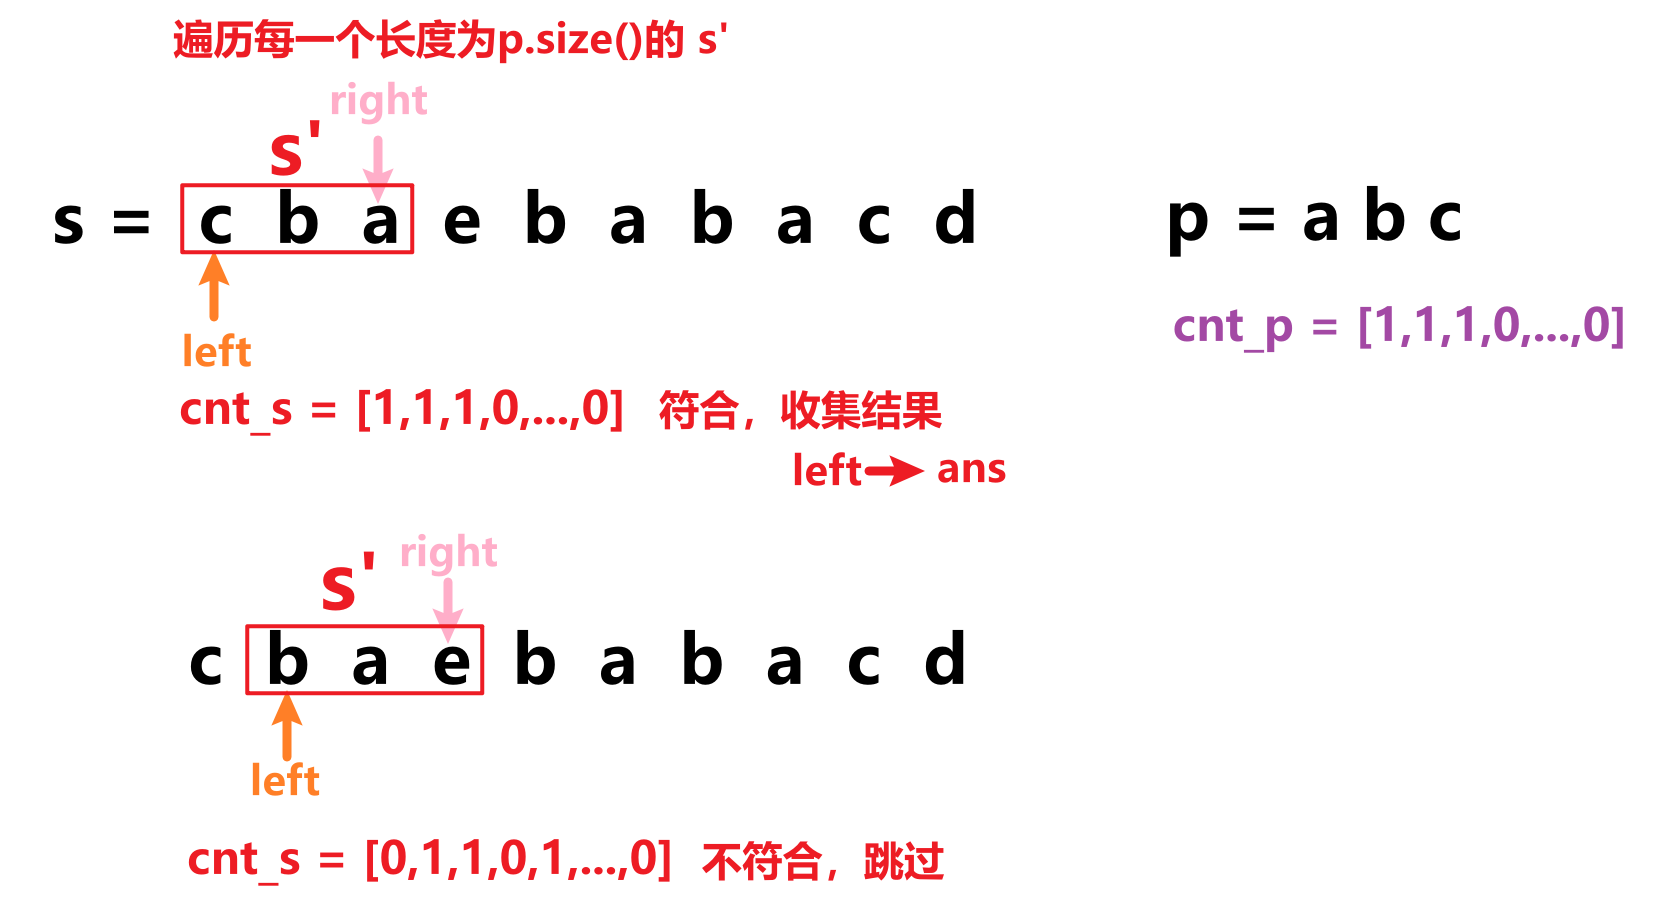 遍历每一个长度为p.size()的 s'
right
s'
s = c b a e b a b a c d
p = a b c
left
cnt_p = [1,1,1,0,...,0]
cnt_s = [1,1,1,0,...,0] 符合，收集结果
left ans
s' right
c b a e b a b a c d
left
cnt_s = [0,1,1,0,1,...,0] 不符合，跳过